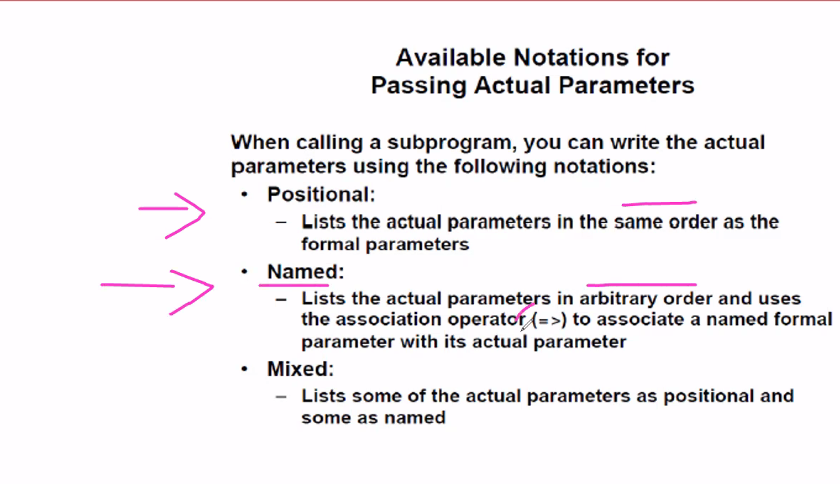 Available Notations for
Passing Actual Parameters
When calling a subprogram, you can write the actual
parameters using the following notations:
• Positional:
– Lists the actual parameters in the same order as the
formal parameters
• Named:
– Lists the actual parameters in arbitrary order and uses
the association operator (=>) to associate a named formal
parameter with its actual parameter
• Mixed:
– Lists some of the actual parameters as positional and
some as named